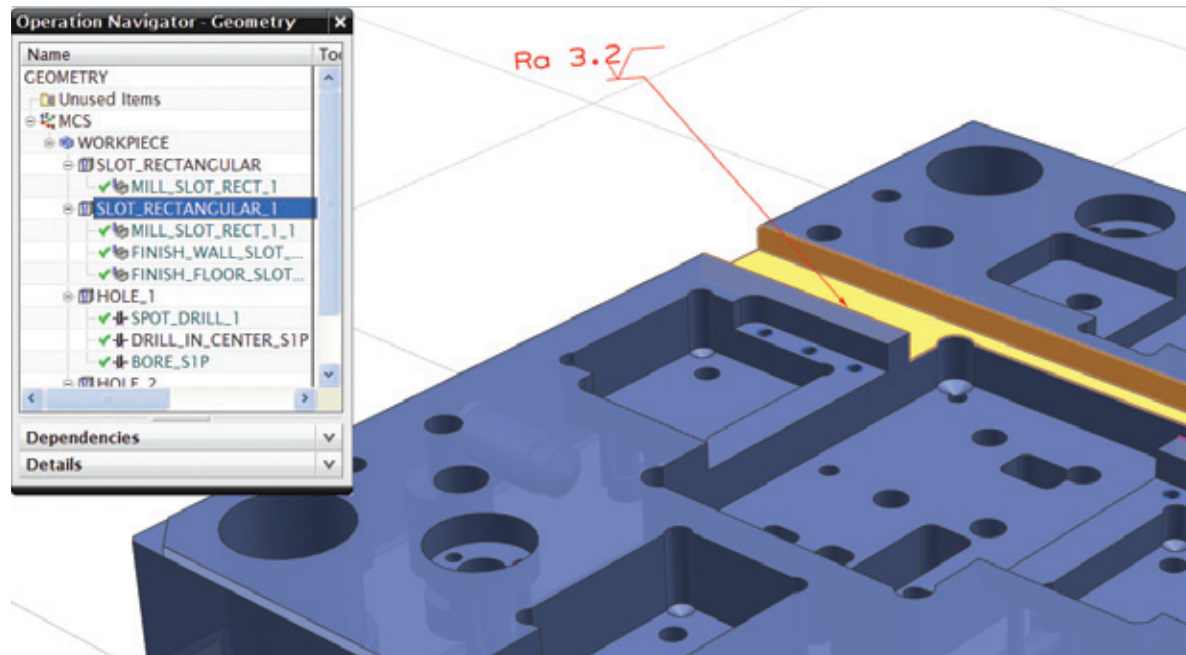 Operation Navigator - Geometry
Name Too
GEOMETRY
Unused Items
MCS
WORKPIECE
SLOT_RECTANGULAR
MILL_SLOT_RECT_1
SLOT_RECTANGULAR_1
MILL_SLOT_RECT_1_1
FINISH_WALL_SLOT_...
FINISH_FLOOR_SLOT...
HOLE_1
SPOT_DRILL_1
DRILL_IN_CENTER_S1P
BORE_S1P
HOLE_2
Dependencies
Details
Ra 3.2